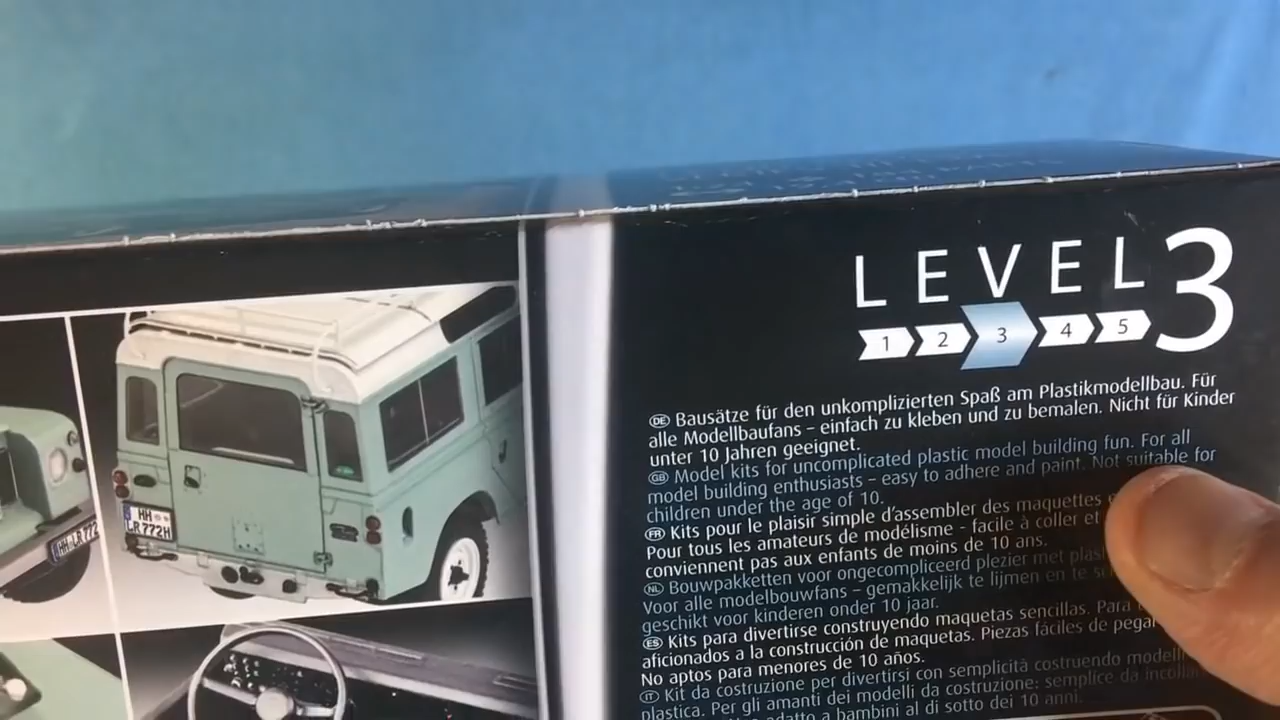 LEVEL 3
1 2 3 4 5
DE Bausätze für den unkomplizierten Spaß am Plastikmodellbau. Für
alle Modellbaufans – einfach zu kleben und zu bemalen. Nicht für Kinder
unter 10 Jahren geeignet.
GB Model kits for uncomplicated plastic model building fun. For all
model building enthusiasts – easy to adhere and paint. Not suitable for
children under the age of 10.
FR Kits pour le plaisir simple d'assembler des maquettes
Pour tous les amateurs de modélisme - facile à coller et
conviennent pas aux enfants de moins de 10 ans.
NL Bouwpakketten voor ongecompliceerd plezier met
Voor alle modelbouwfans – gemakkelijk te lijmen en te
geschikt voor kinderen onder 10 jaar.
ES Kits para divertirse construyendo maquetas sencillas. Para
aficionados a la construcción de maquetas. Piezas fáciles de
No aptos para menores de 10 años.
IT Kit da costruzione per divertirsi con semplicità costruendo
plastica. Per gli amanti dei modelli da costruzione: semplice da
adatto a bambini al di sotto dei 10 anni.
HH LR 772
HH
LR 772H